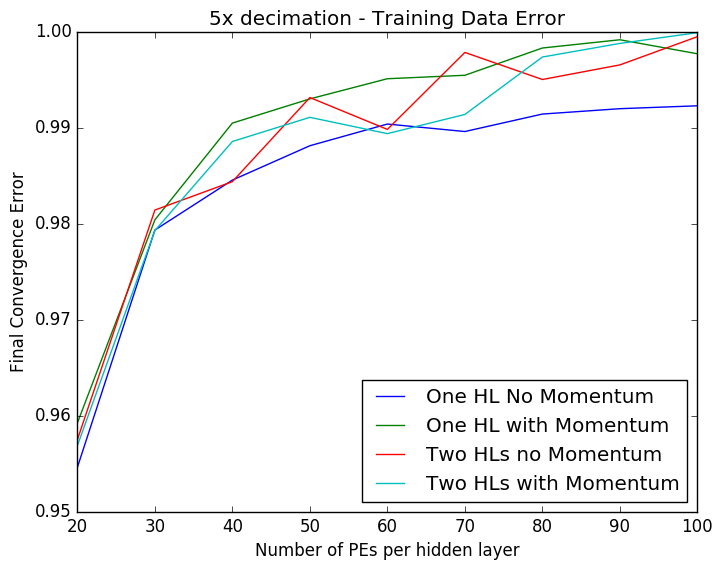 5x decimation - Training Data Error
1.00
0.99
0.98
0.97
0.96
0.95
Final Convergence Error
One HL No Momentum
One HL with Momentum
Two HLs no Momentum
Two HLs with Momentum
20 30 40 50 60 70 80 90 100
Number of PEs per hidden layer